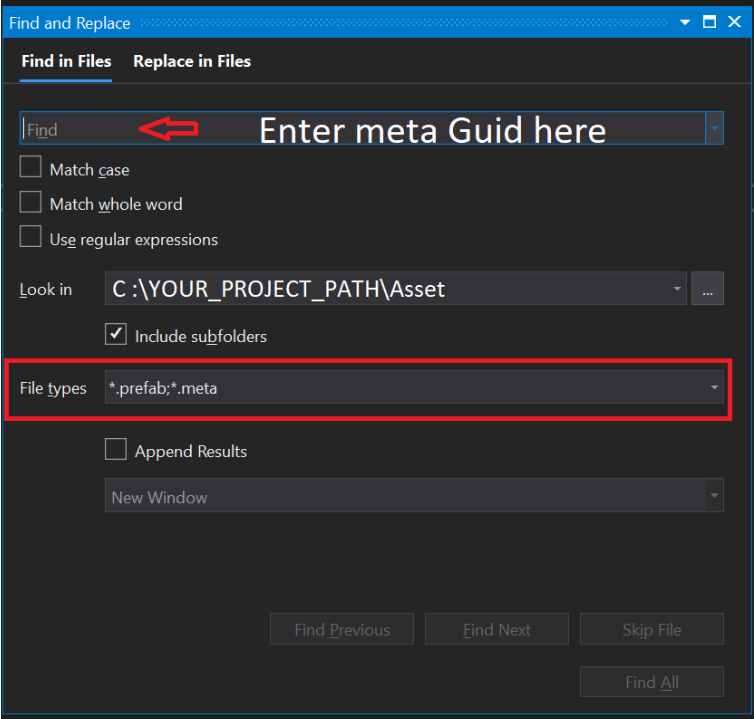 Find and Replace
Find in Files Replace in Files
Find Enter meta Guid here
Match case
Match whole word
Use regular expressions
Look in C :\YOUR_PROJECT_PATH\Asset ...
Include subfolders
File types *.prefab;*.meta
Append Results
New Window
Find Previous Find Next Skip File
Find All